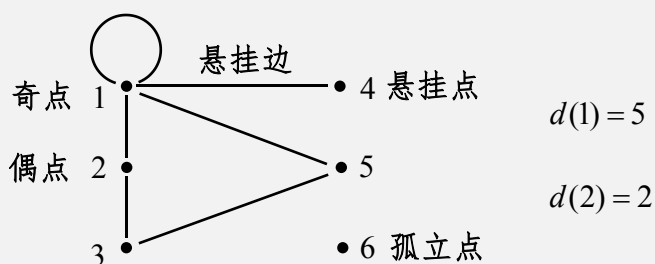 悬挂边
奇点 1
4 悬挂点
d(1) = 5
偶点 2
5
d(2) = 2
3
6 孤立点